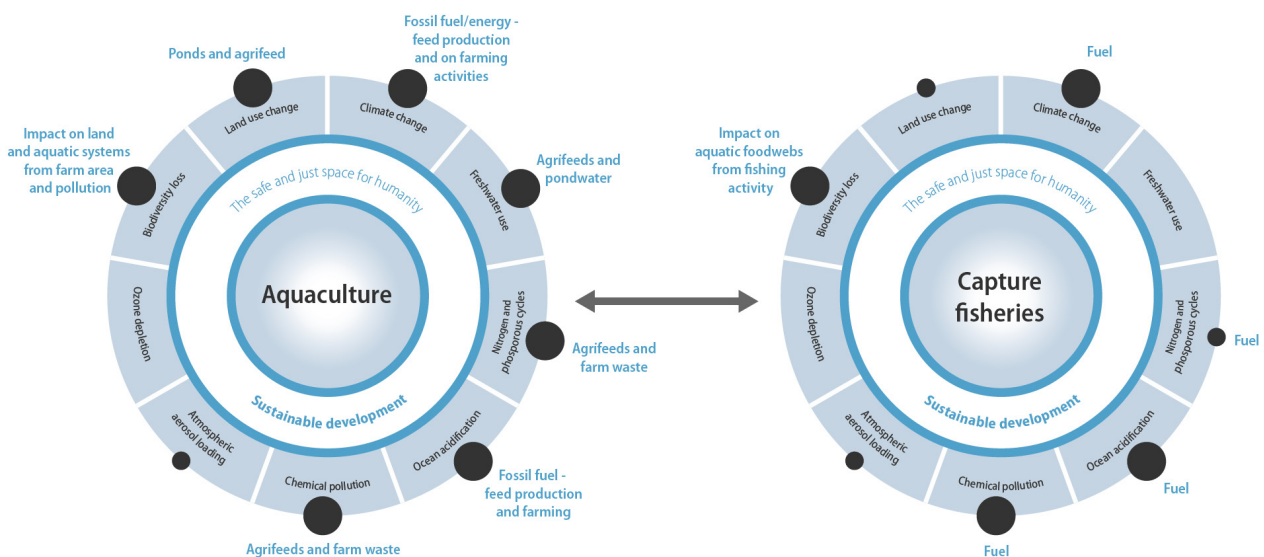 Fossil fuel/energy -
feed production
and on farming
activities
Ponds and agrifeed
Impact on land
and aquatic systems
from farm area
and pollution
Agrifeeds and
pondwater
Agrifeeds and
farm waste
Fossil fuel -
feed production
and farming
Agrifeeds and farm waste
Land use change
Climate change
Freshwater use
Nitrogen and
phosporous cycles
Ocean acidification
Chemical pollution
Atmospheric
aerosol loading
Ozone depletion
Biodiversity loss
The safe and just space for humanity
Aquaculture
Sustainable development
Fuel
Impact on
aquatic foodwebs
from fishing
activity
Fuel
Fuel
Fuel
Land use change
Climate change
Freshwater use
Nitrogen and
phosporous cycles
Ocean acidification
Chemical pollution
Atmospheric
aerosol loading
Ozone depletion
Biodiversity loss
The safe and just space for humanity
Capture
fisheries
Sustainable development